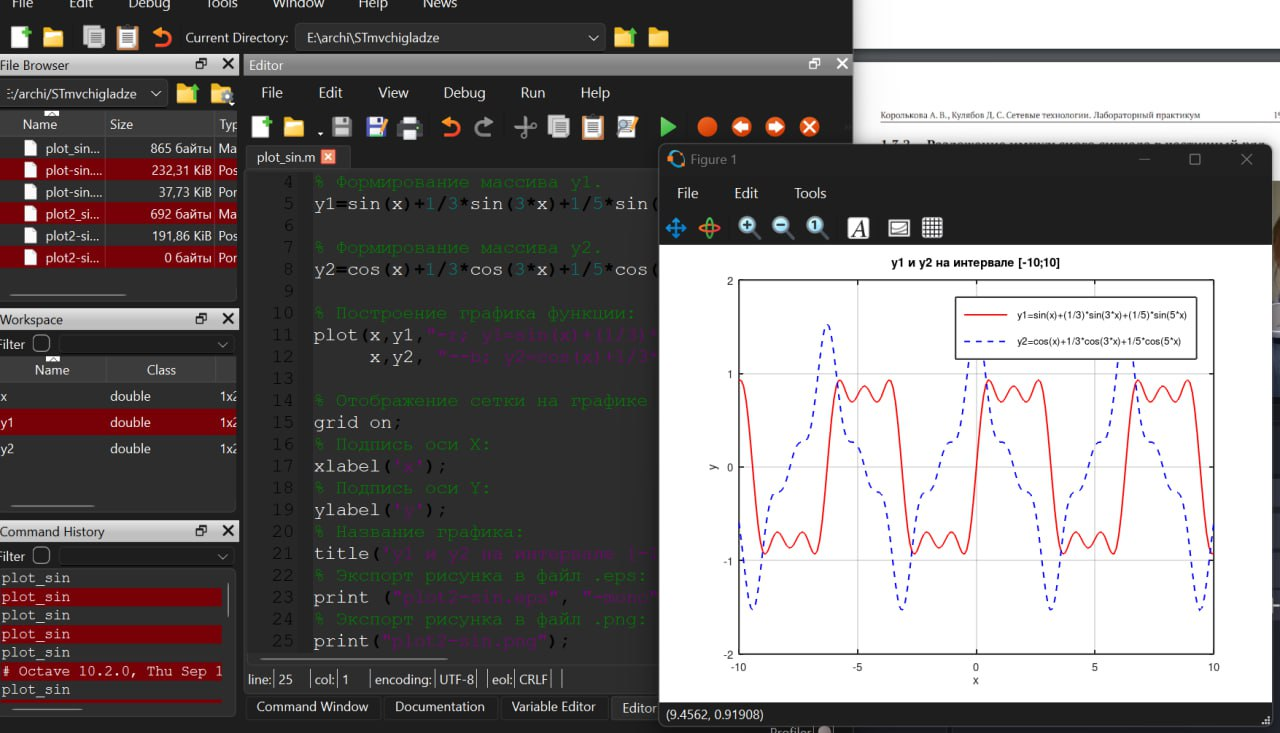 File Edit Debug Tools Window Help News
Current Directory: E:\archi\STmvchigladze
File Browser
:/archi/STmvchigladze
Name Size Typ
plot_sin... 865 байты Ma
plot-sin.... 232,31 KiB Pos
plot-sin.... 37,73 KiB Por
plot2_si... 692 байты Ma
plot2-si... 191,86 KiB Pos
plot2-si... 0 байты Por
Workspace
Filter
Name Class
x double 1x2
y1 double 1x2
y2 double 1x2
Command History
Filter
plot_sin
plot_sin
plot_sin
plot_sin
plot_sin
# Octave 10.2.0, Thu Sep 1
plot_sin
Editor
File Edit View Debug Run Help
plot_sin.m
4 % Формирование массива y1.
5 y1=sin(x)+1/3*sin(3*x)+1/5*sin(
6
7 % Формирование массива y2.
8 y2=cos(x)+1/3*cos(3*x)+1/5*cos(
9
10 % Построение графика функции:
11 plot(x,y1,"-r; y1=sin(x)+(1/3)*
12 x,y2, "--b; y2=cos(x)+1/3*
13
14 % Отображение сетки на графике
15 grid on;
16 % Подпись оси X:
17 xlabel('x');
18 % Подпись оси Y:
19 ylabel('y');
20 % Название графика:
21 title('y1 и y2 на интервале [-1
22 % Экспорт рисунка в файл .eps:
23 print ("plot2-sin.eps", "-mono"
24 % Экспорт рисунка в файл .png:
25 print("plot2-sin.png");
line: 25 col: 1 encoding: UTF-8 eol: CRLF
Command Window Documentation Variable Editor Editor
Королькова А. В., Кулябов Д. С. Сетевые технологии. Лабораторный практикум
Figure 1
File Edit Tools
A
y1 и y2 на интервале [-10;10]
y1=sin(x)+(1/3)*sin(3*x)+(1/5)*sin(5*x)
y2=cos(x)+1/3*cos(3*x)+1/5*cos(5*x)
2
1
0
-1
-2
y
-10 -5 0 5 10
x
(9.4562, 0.91908)
Profiler